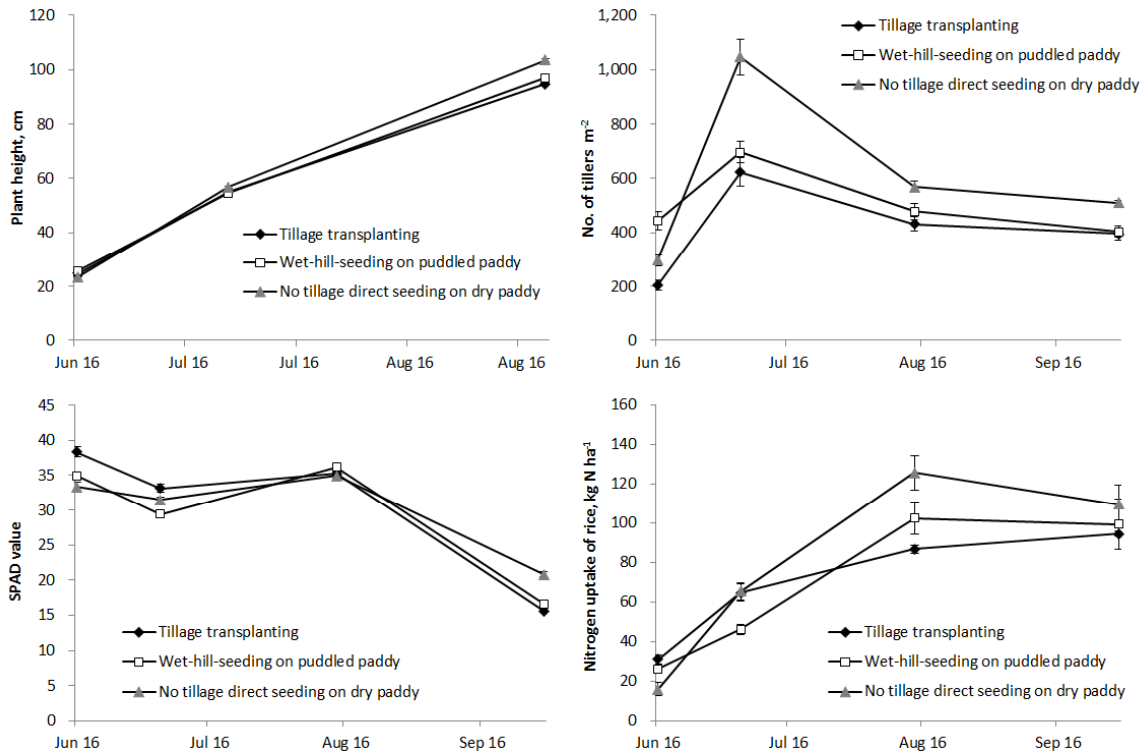 Plant height, cm
120
100
80
60
40
20
0
Tillage transplanting
Wet-hill-seeding on puddled paddy
No tillage direct seeding on dry paddy
Jun 16 Jul 16 Jul 16 Aug 16 Aug 16
No. of tillers m⁻²
1,200
1,000
800
600
400
200
0
Tillage transplanting
Wet-hill-seeding on puddled paddy
No tillage direct seeding on dry paddy
Jun 16 Jul 16 Aug 16 Sep 16
SPAD value
45
40
35
30
25
20
15
10
5
0
Tillage transplanting
Wet-hill-seeding on puddled paddy
No tillage direct seeding on dry paddy
Jun 16 Jul 16 Aug 16 Sep 16
Nitrogen uptake of rice, kg N ha⁻¹
160
140
120
100
80
60
40
20
0
Tillage transplanting
Wet-hill-seeding on puddled paddy
No tillage direct seeding on dry paddy
Jun 16 Jul 16 Aug 16 Sep 16